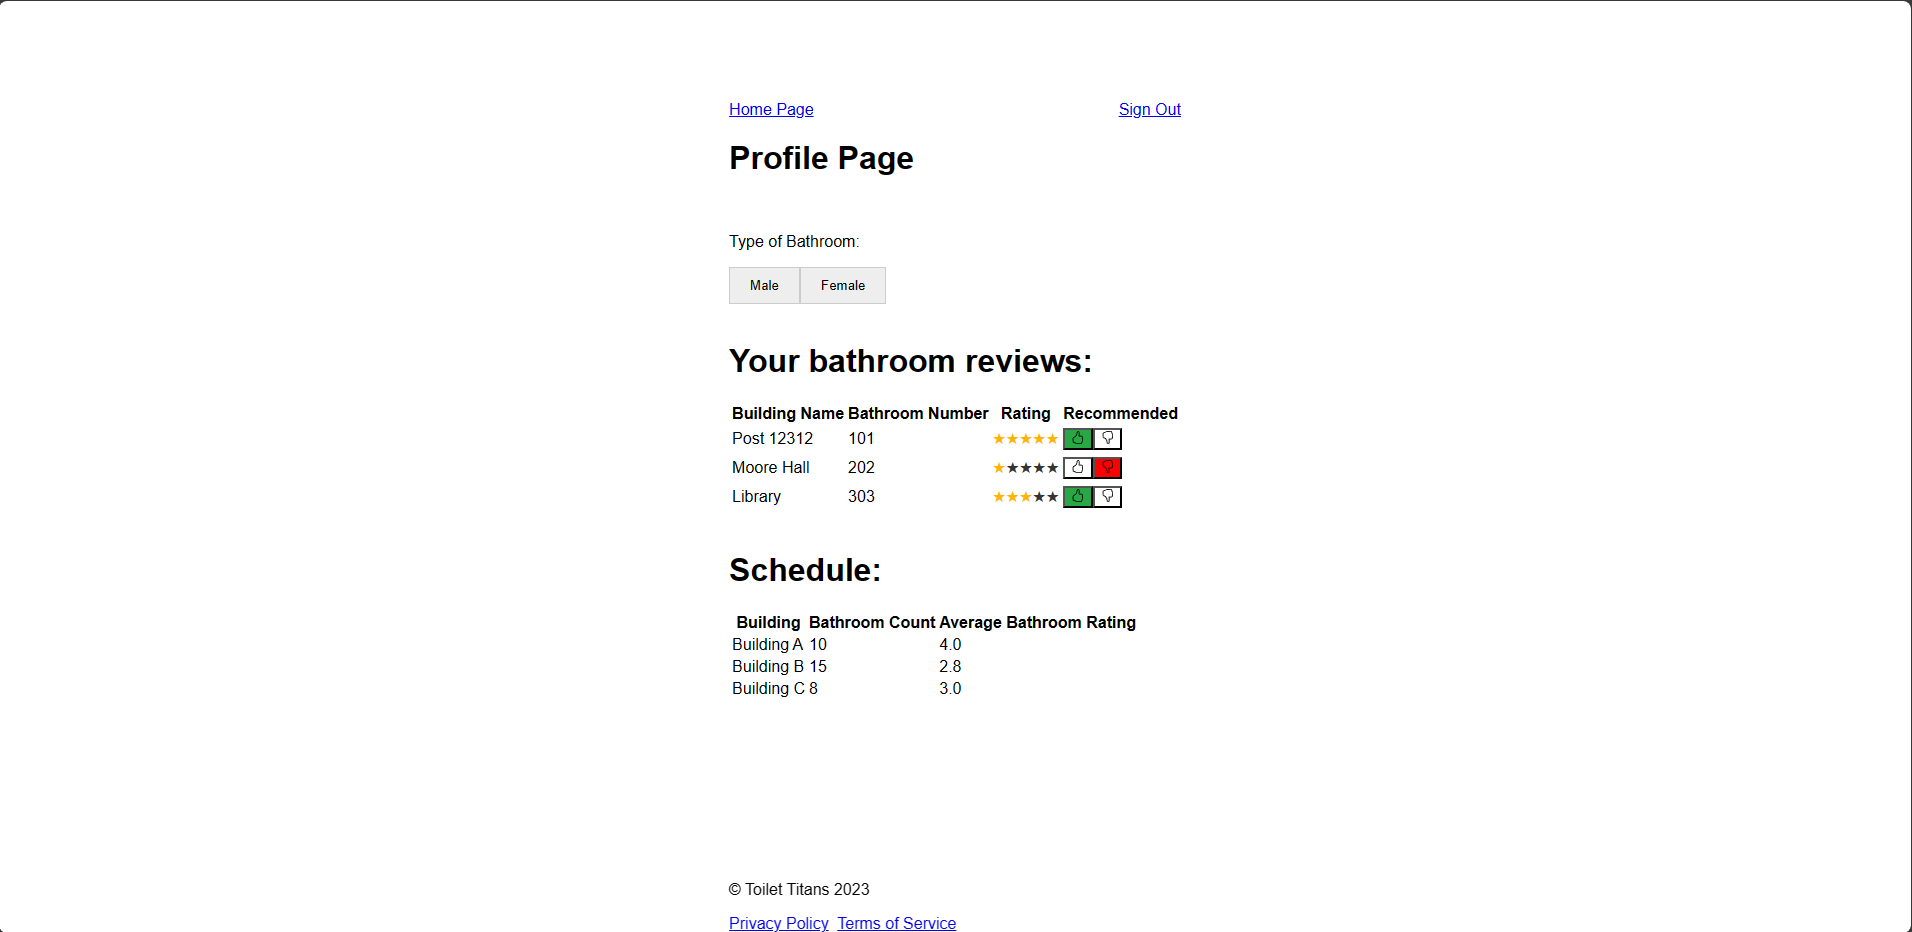 Home Page Sign Out
Profile Page
Type of Bathroom:
Male Female
Your bathroom reviews:
Building Name Bathroom Number Rating Recommended
Post 12312 101 ★★★★★
Moore Hall 202 ★★★★★
Library 303 ★★★★★
Schedule:
Building Bathroom Count Average Bathroom Rating
Building A 10 4.0
Building B 15 2.8
Building C 8 3.0
© Toilet Titans 2023
Privacy Policy Terms of Service